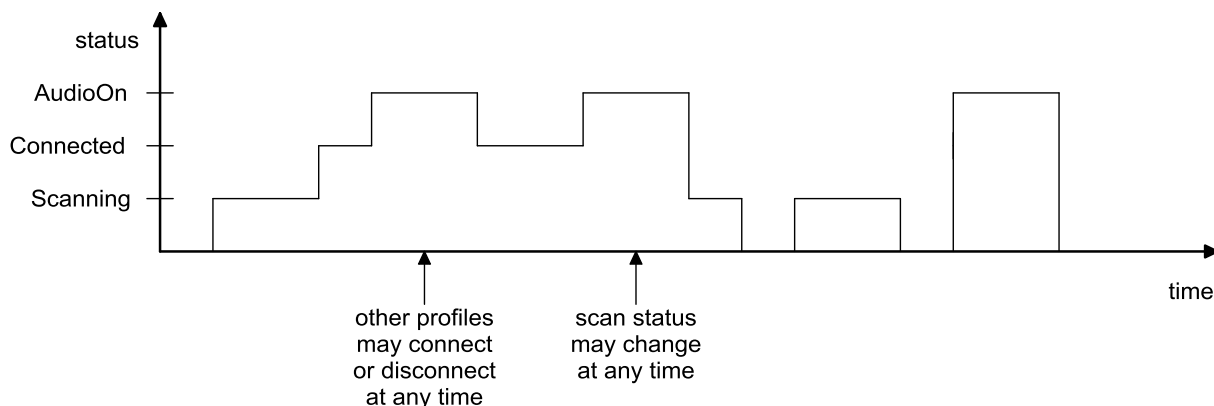 status
AudioOn
Connected
Scanning
time
other profiles
may connect
or disconnect
at any time
scan status
may change
at any time